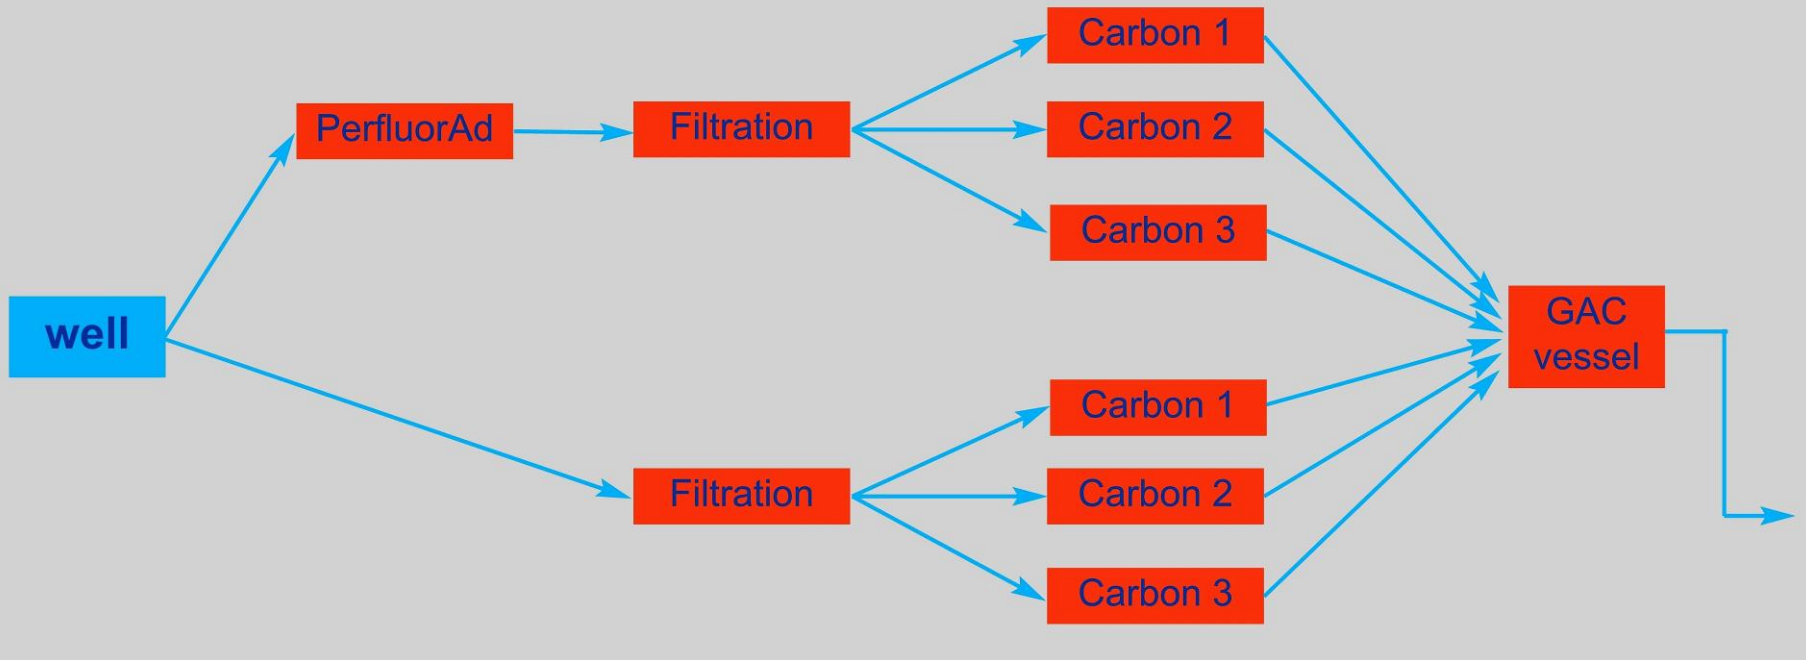 well
PerfluorAd
Filtration
Carbon 1
Carbon 2
Carbon 3
Filtration
Carbon 1
Carbon 2
Carbon 3
GAC
vessel